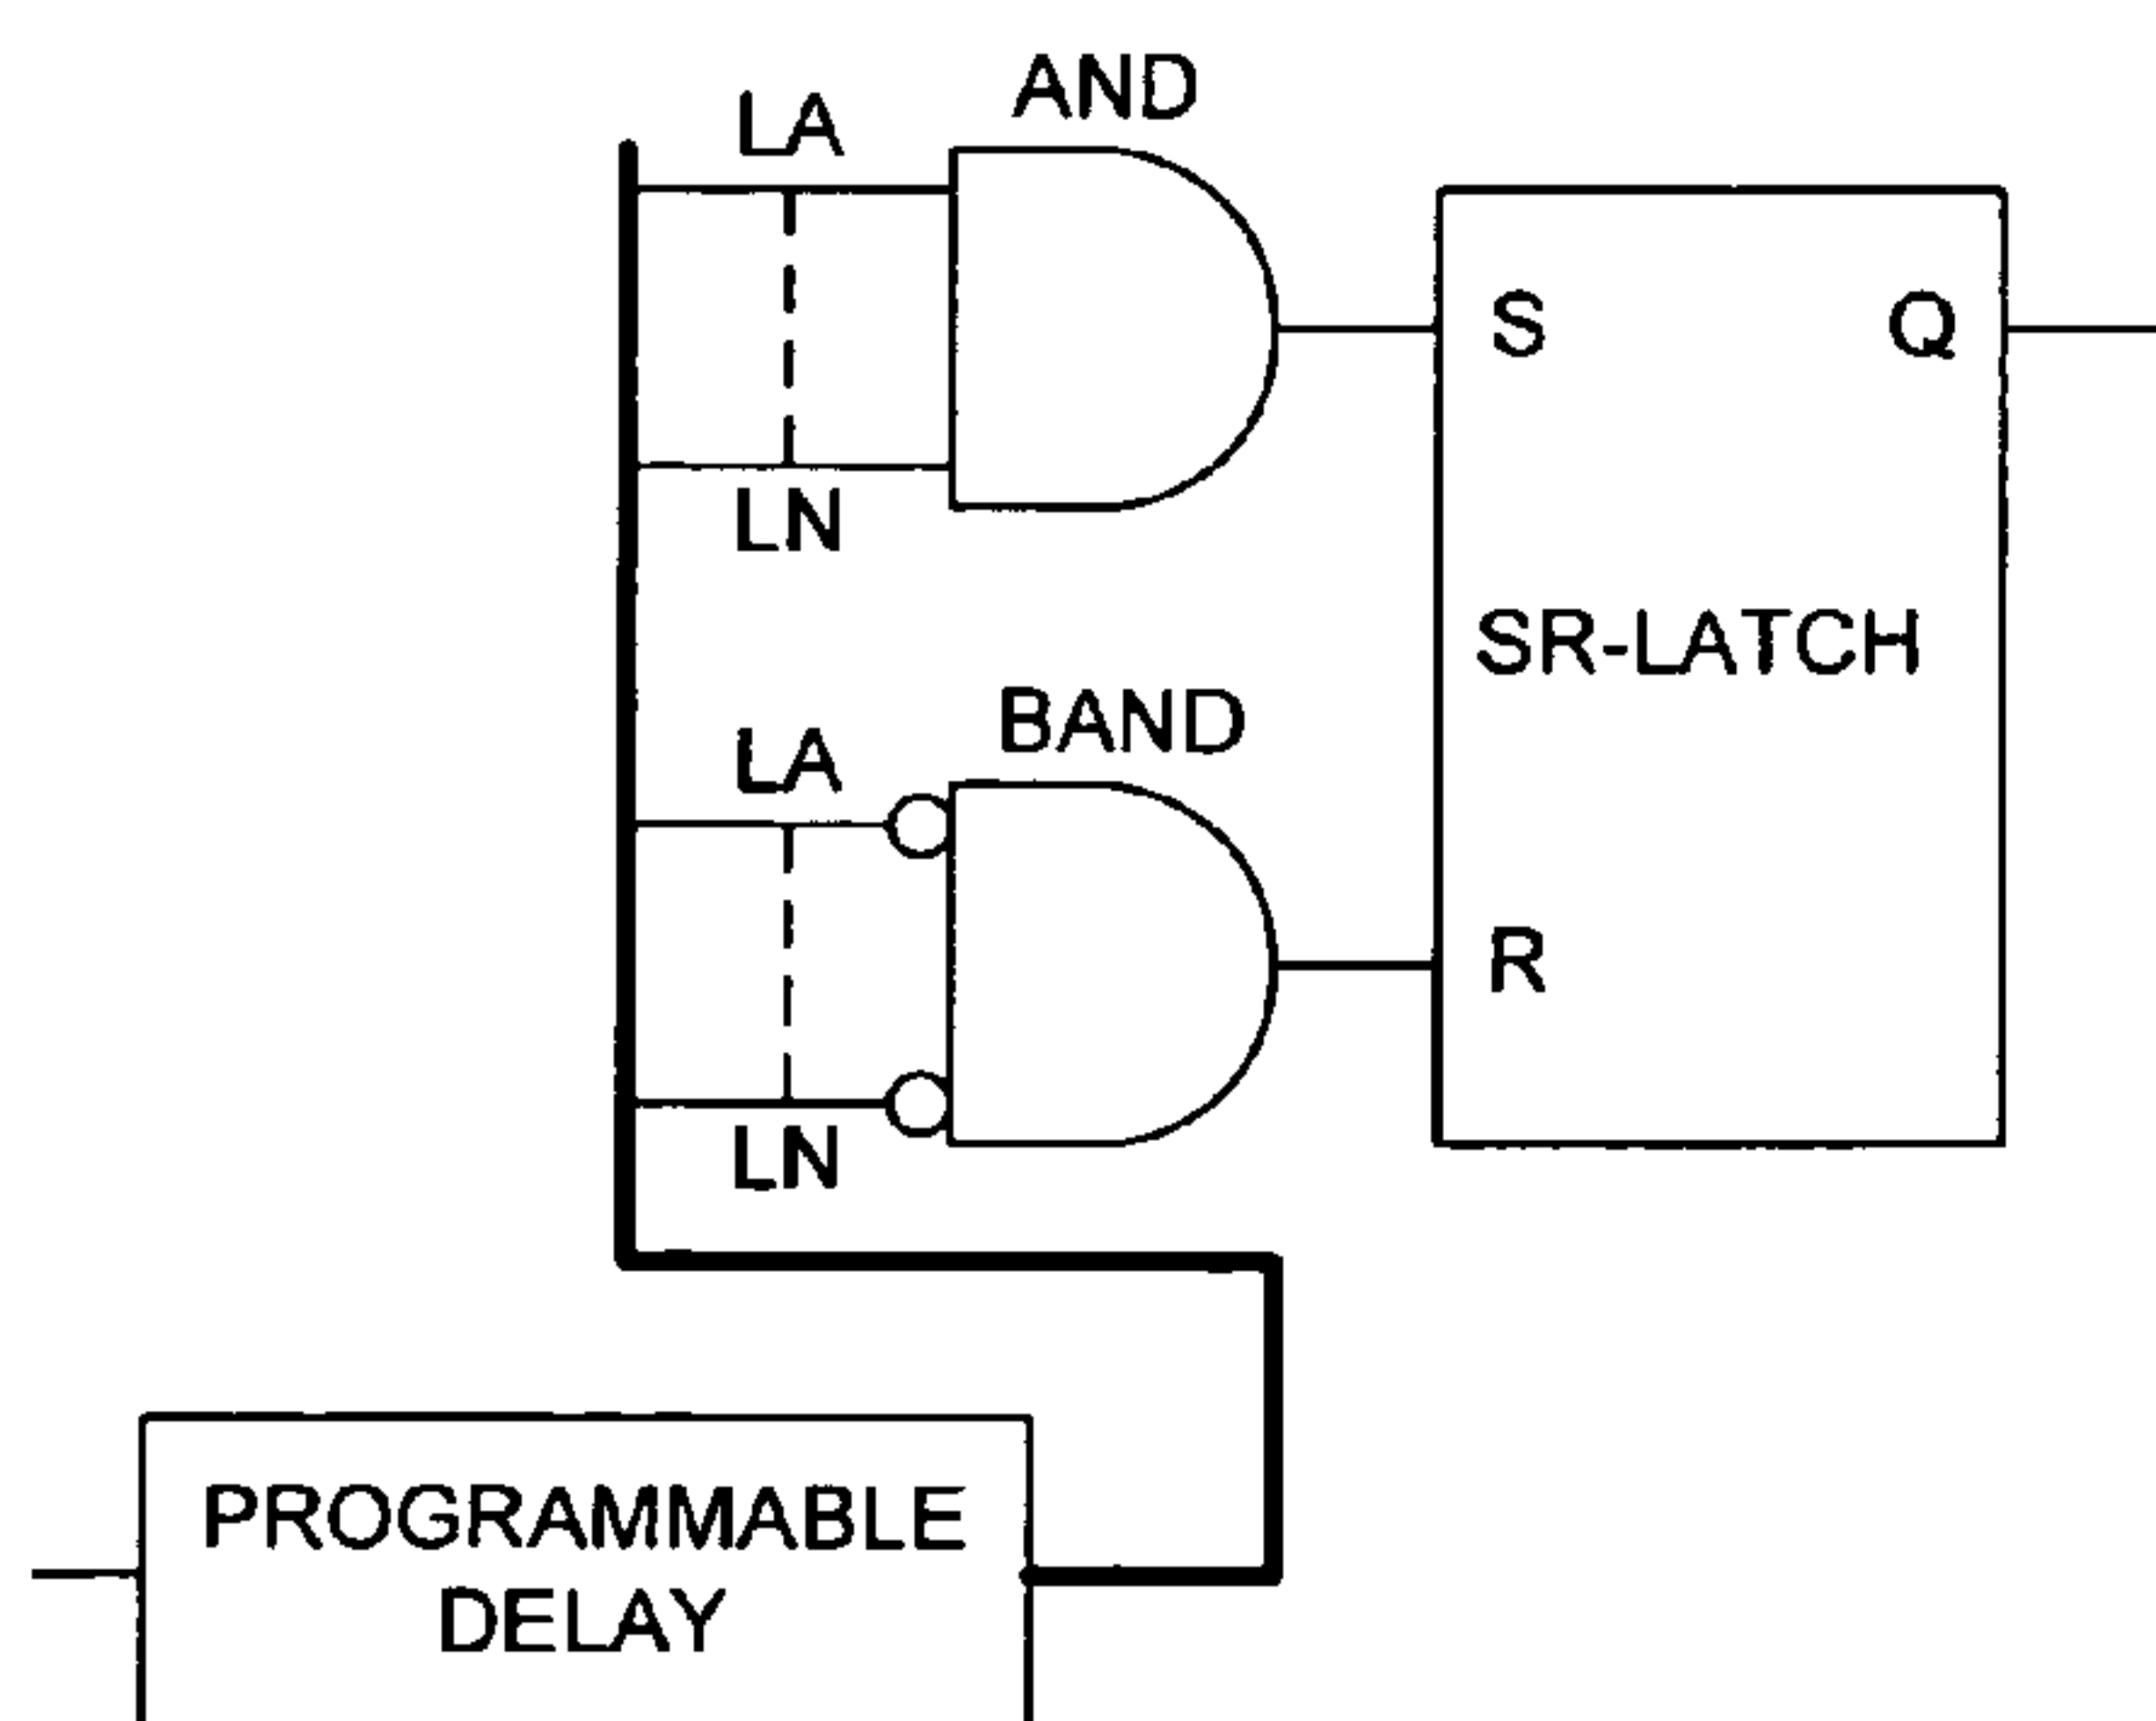 AND
LA
S
Q
LN
SR-LATCH
BAND
LA
R
LN
PROGRAMMABLE
DELAY